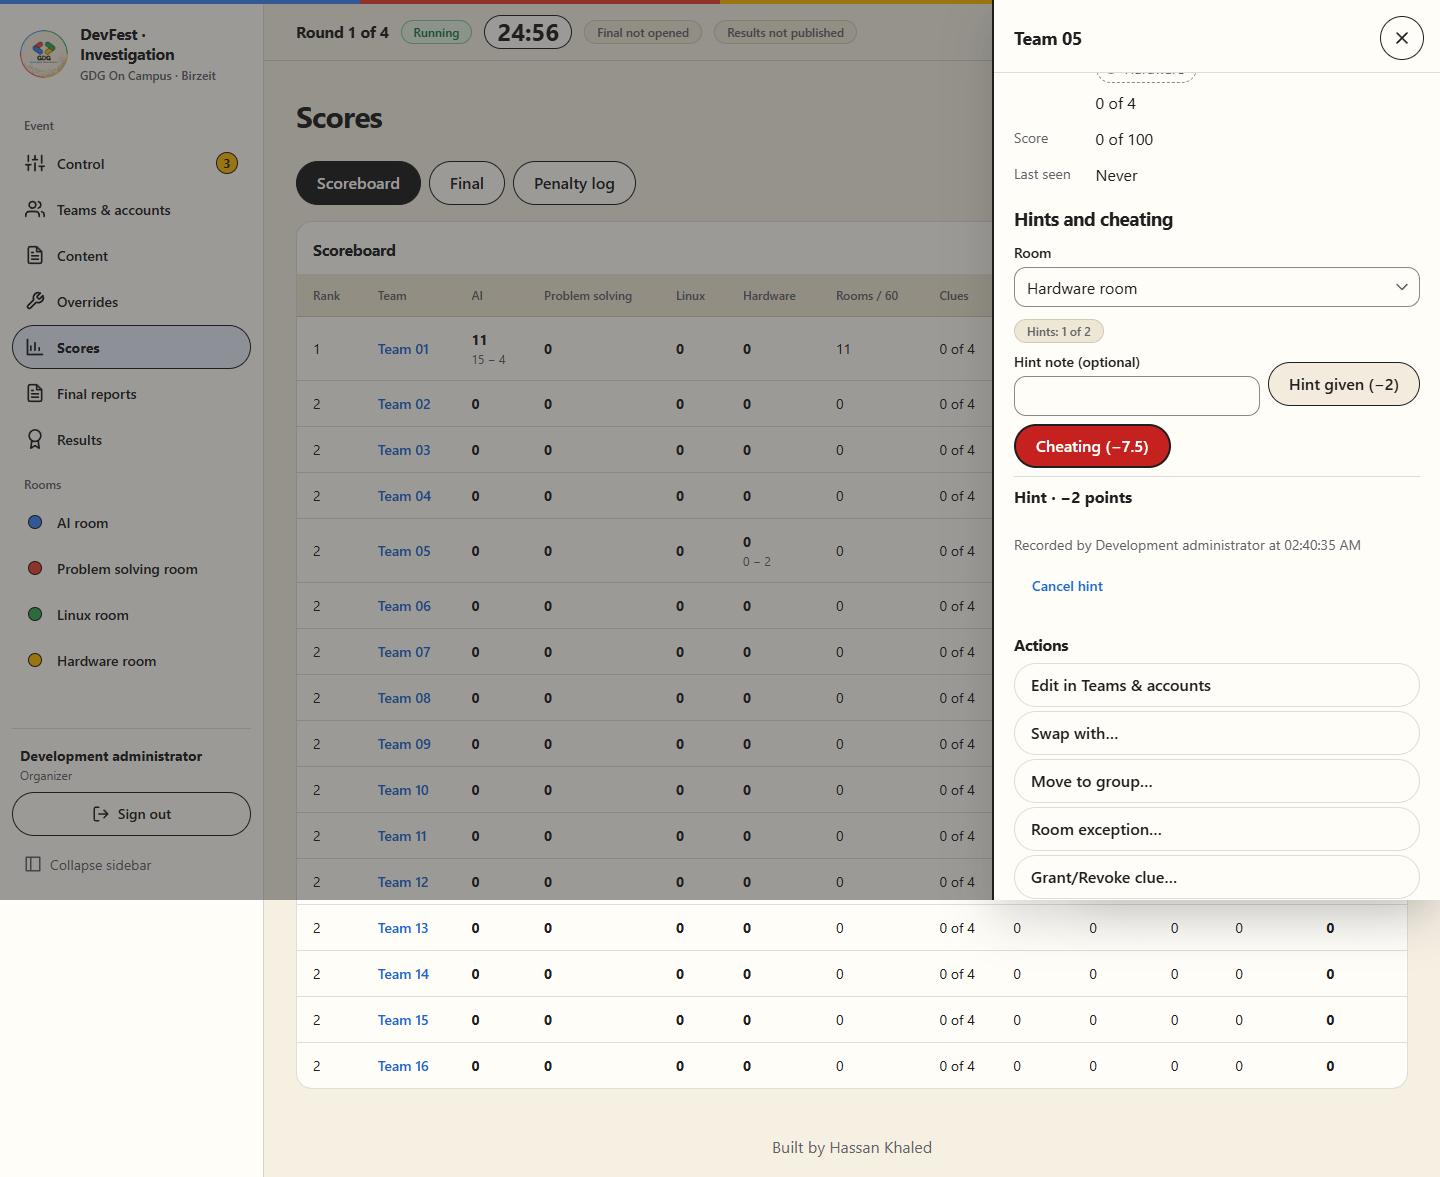 DevFest ·
Investigation
GDG On Campus · Birzeit
Event
Control 3
Teams & accounts
Content
Overrides
Scores
Final reports
Results
Rooms
AI room
Problem solving room
Linux room
Hardware room
Development administrator
Organizer
Sign out
Collapse sidebar
Round 1 of 4 Running 24:56 Final not opened Results not published
Scores
Scoreboard Final Penalty log
Scoreboard
Rank Team AI Problem solving Linux Hardware Rooms / 60 Clues
1 Team 01 11 0 0 0 11 0 of 4
15 – 4
2 Team 02 0 0 0 0 0 0 of 4
2 Team 03 0 0 0 0 0 0 of 4
2 Team 04 0 0 0 0 0 0 of 4
2 Team 05 0 0 0 0 0 0 of 4
0 – 2
2 Team 06 0 0 0 0 0 0 of 4
2 Team 07 0 0 0 0 0 0 of 4
2 Team 08 0 0 0 0 0 0 of 4
2 Team 09 0 0 0 0 0 0 of 4
2 Team 10 0 0 0 0 0 0 of 4
2 Team 11 0 0 0 0 0 0 of 4
2 Team 12 0 0 0 0 0 0 of 4
2 Team 13 0 0 0 0 0 0 of 4 0 0 0 0 0
2 Team 14 0 0 0 0 0 0 of 4 0 0 0 0 0
2 Team 15 0 0 0 0 0 0 of 4 0 0 0 0 0
2 Team 16 0 0 0 0 0 0 of 4 0 0 0 0 0
Built by Hassan Khaled
Team 05
0 of 4
Score 0 of 100
Last seen Never
Hints and cheating
Room
Hardware room
Hints: 1 of 2
Hint note (optional)
Hint given (−2)
Cheating (−7.5)
Hint · −2 points
Recorded by Development administrator at 02:40:35 AM
Cancel hint
Actions
Edit in Teams & accounts
Swap with...
Move to group...
Room exception...
Grant/Revoke clue...